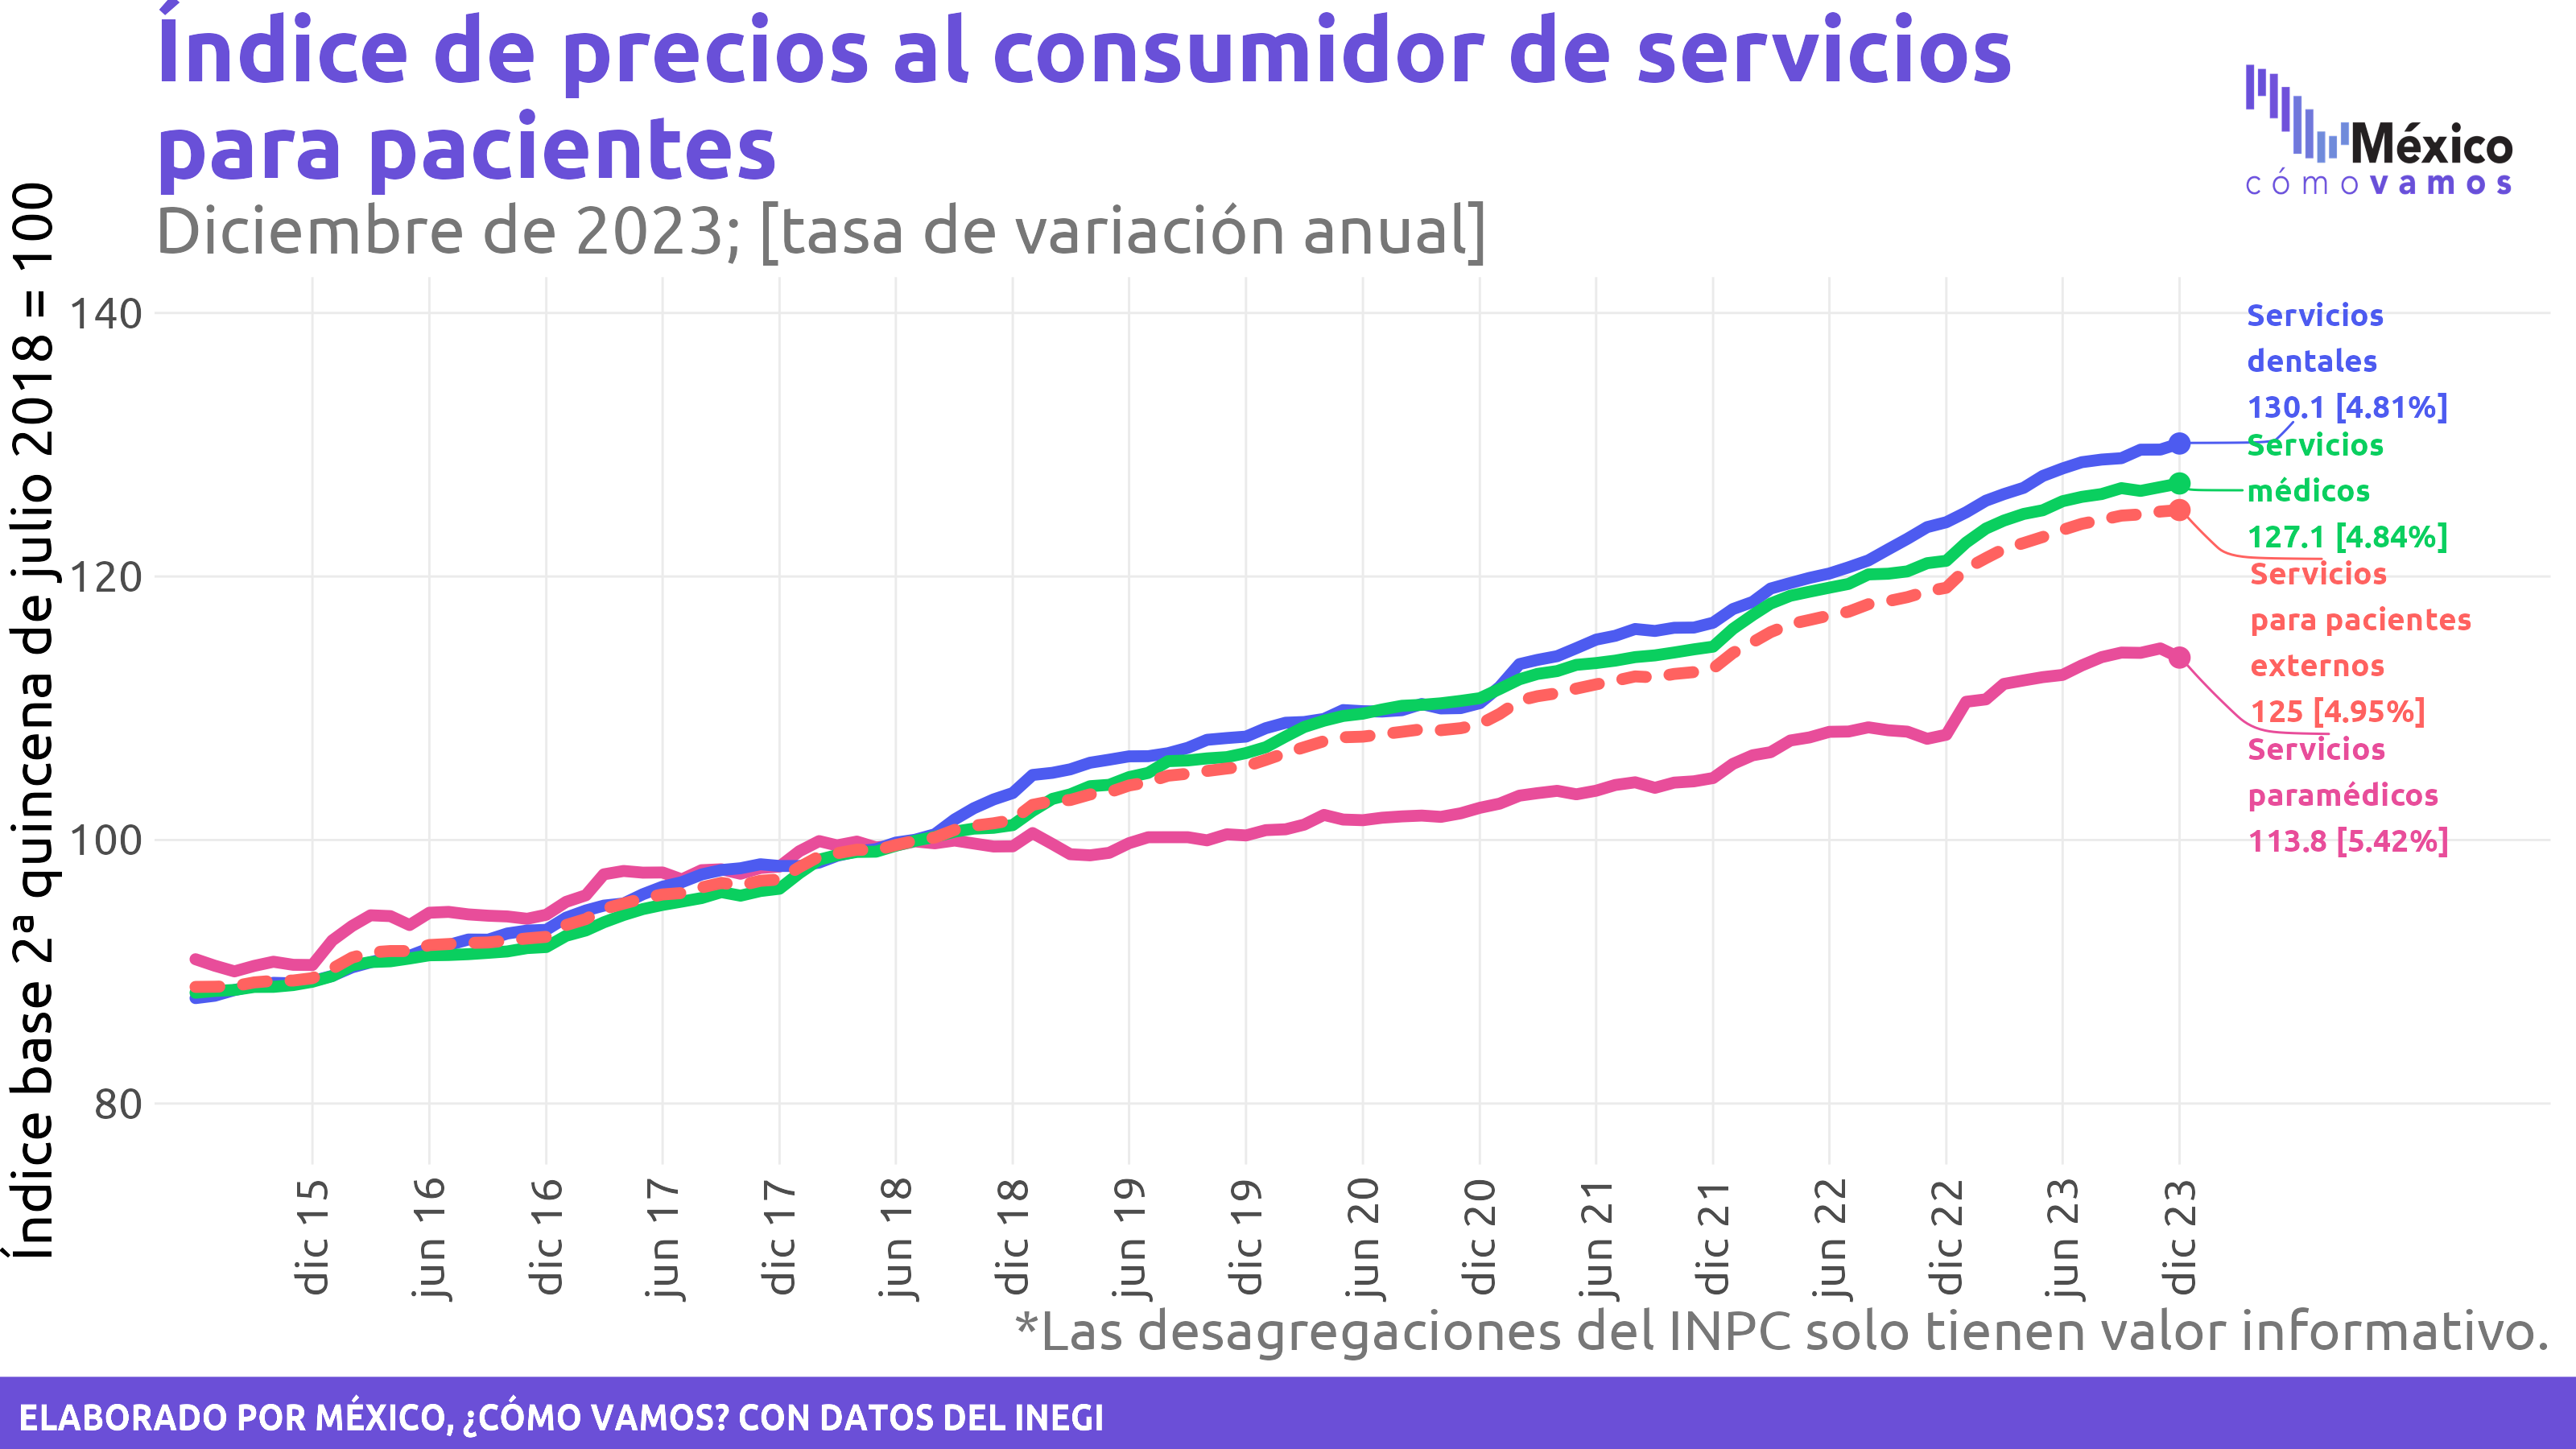 Índice de precios al consumidor de servicios
para pacientes
Diciembre de 2023; [tasa de variación anual]
México
cómo vamos
Índice base 2ª quincena de julio 2018 = 100
140
120
100
80
Servicios
dentales
130.1 [4.81%]
Servicios
médicos
127.1 [4.84%]
Servicios
para pacientes
externos
125 [4.95%]
Servicios
paramédicos
113.8 [5.42%]
dic 15
jun 16
dic 16
jun 17
dic 17
jun 18
dic 18
jun 19
dic 19
jun 20
dic 20
jun 21
dic 21
jun 22
dic 22
jun 23
dic 23
*Las desagregaciones del INPC solo tienen valor informativo.
ELABORADO POR MÉXICO, ¿CÓMO VAMOS? CON DATOS DEL INEGI